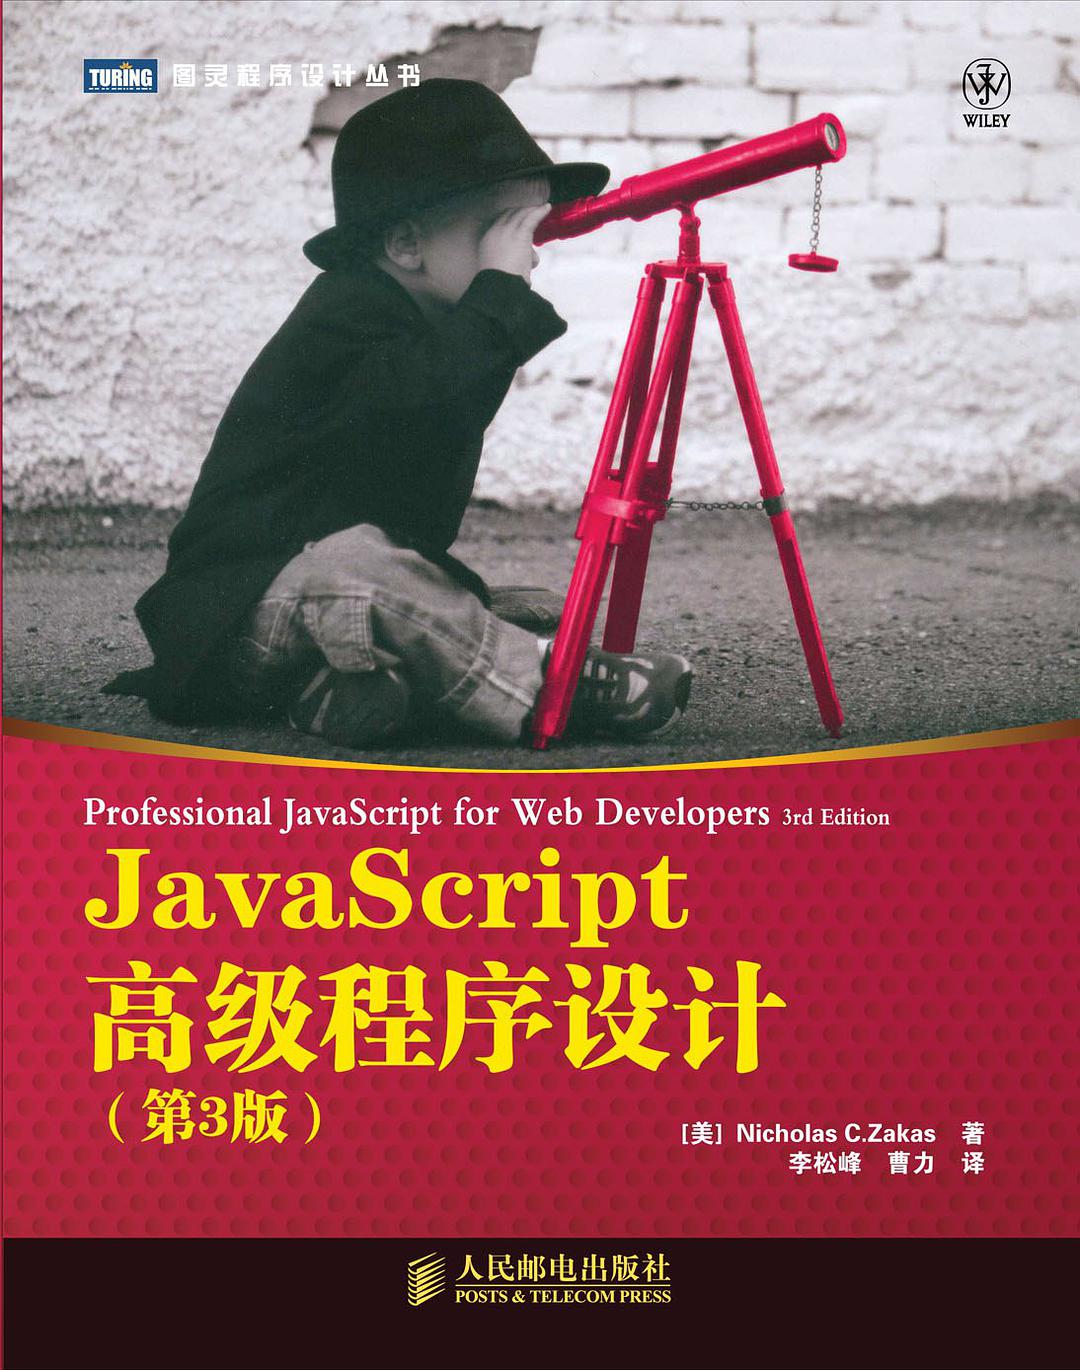 TURING 图灵程序设计丛书
WILEY
Professional JavaScript for Web Developers 3rd Edition
JavaScript
高级程序设计
（第3版）
[美] Nicholas C.Zakas 著
李松峰 曹力 译
人民邮电出版社
POSTS & TELECOM PRESS